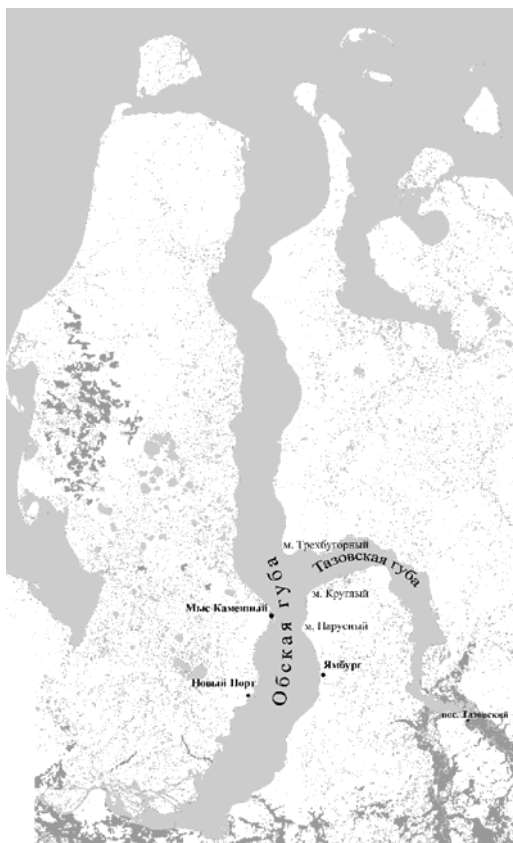 м. Трехбугорный
Тазовская губа
Обская губа
м. Круглый
Мыс Каменный
м. Парусный
Ямбург
Новый Порт
пос. Тазовский